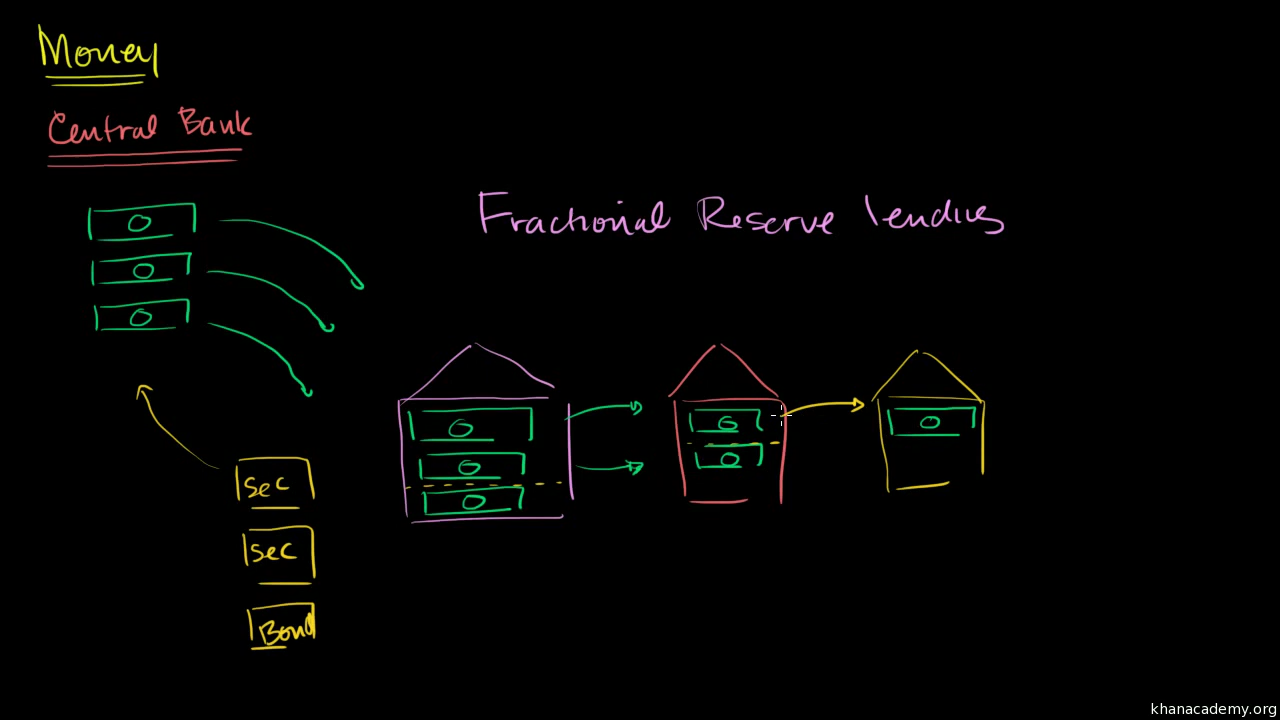 Money
Central Bank
Fractional Reserve lending
sec
sec
Bond
khanacademy.org